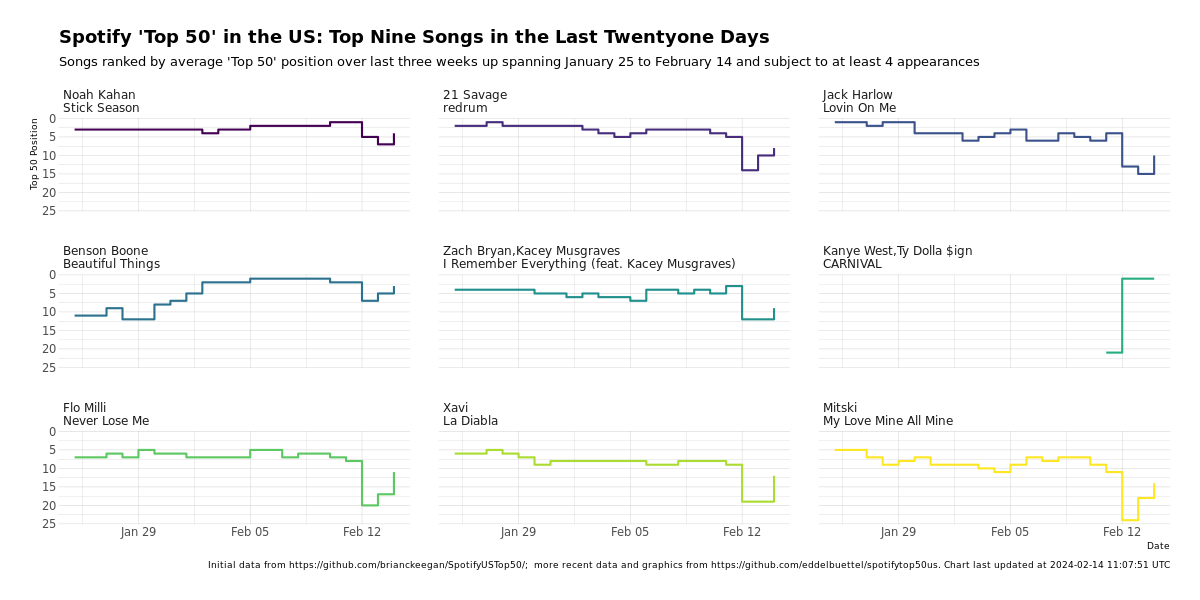 Spotify 'Top 50' in the US: Top Nine Songs in the Last Twentyone Days
Songs ranked by average 'Top 50' position over last three weeks up spanning January 25 to February 14 and subject to at least 4 appearances
Noah Kahan
Stick Season
21 Savage
redrum
Jack Harlow
Lovin On Me
Top 50 Position
0
5
10
15
20
25
Benson Boone
Beautiful Things
Zach Bryan,Kacey Musgraves
I Remember Everything (feat. Kacey Musgraves)
Kanye West,Ty Dolla $ign
CARNIVAL
0
5
10
15
20
25
Flo Milli
Never Lose Me
Xavi
La Diabla
Mitski
My Love Mine All Mine
0
5
10
15
20
25
Jan 29 Feb 05 Feb 12
Jan 29 Feb 05 Feb 12
Jan 29 Feb 05 Feb 12
Date
Initial data from https://github.com/brianckeegan/SpotifyUSTop50/;  more recent data and graphics from https://github.com/eddelbuettel/spotifytop50us. Chart last updated at 2024-02-14 11:07:51 UTC